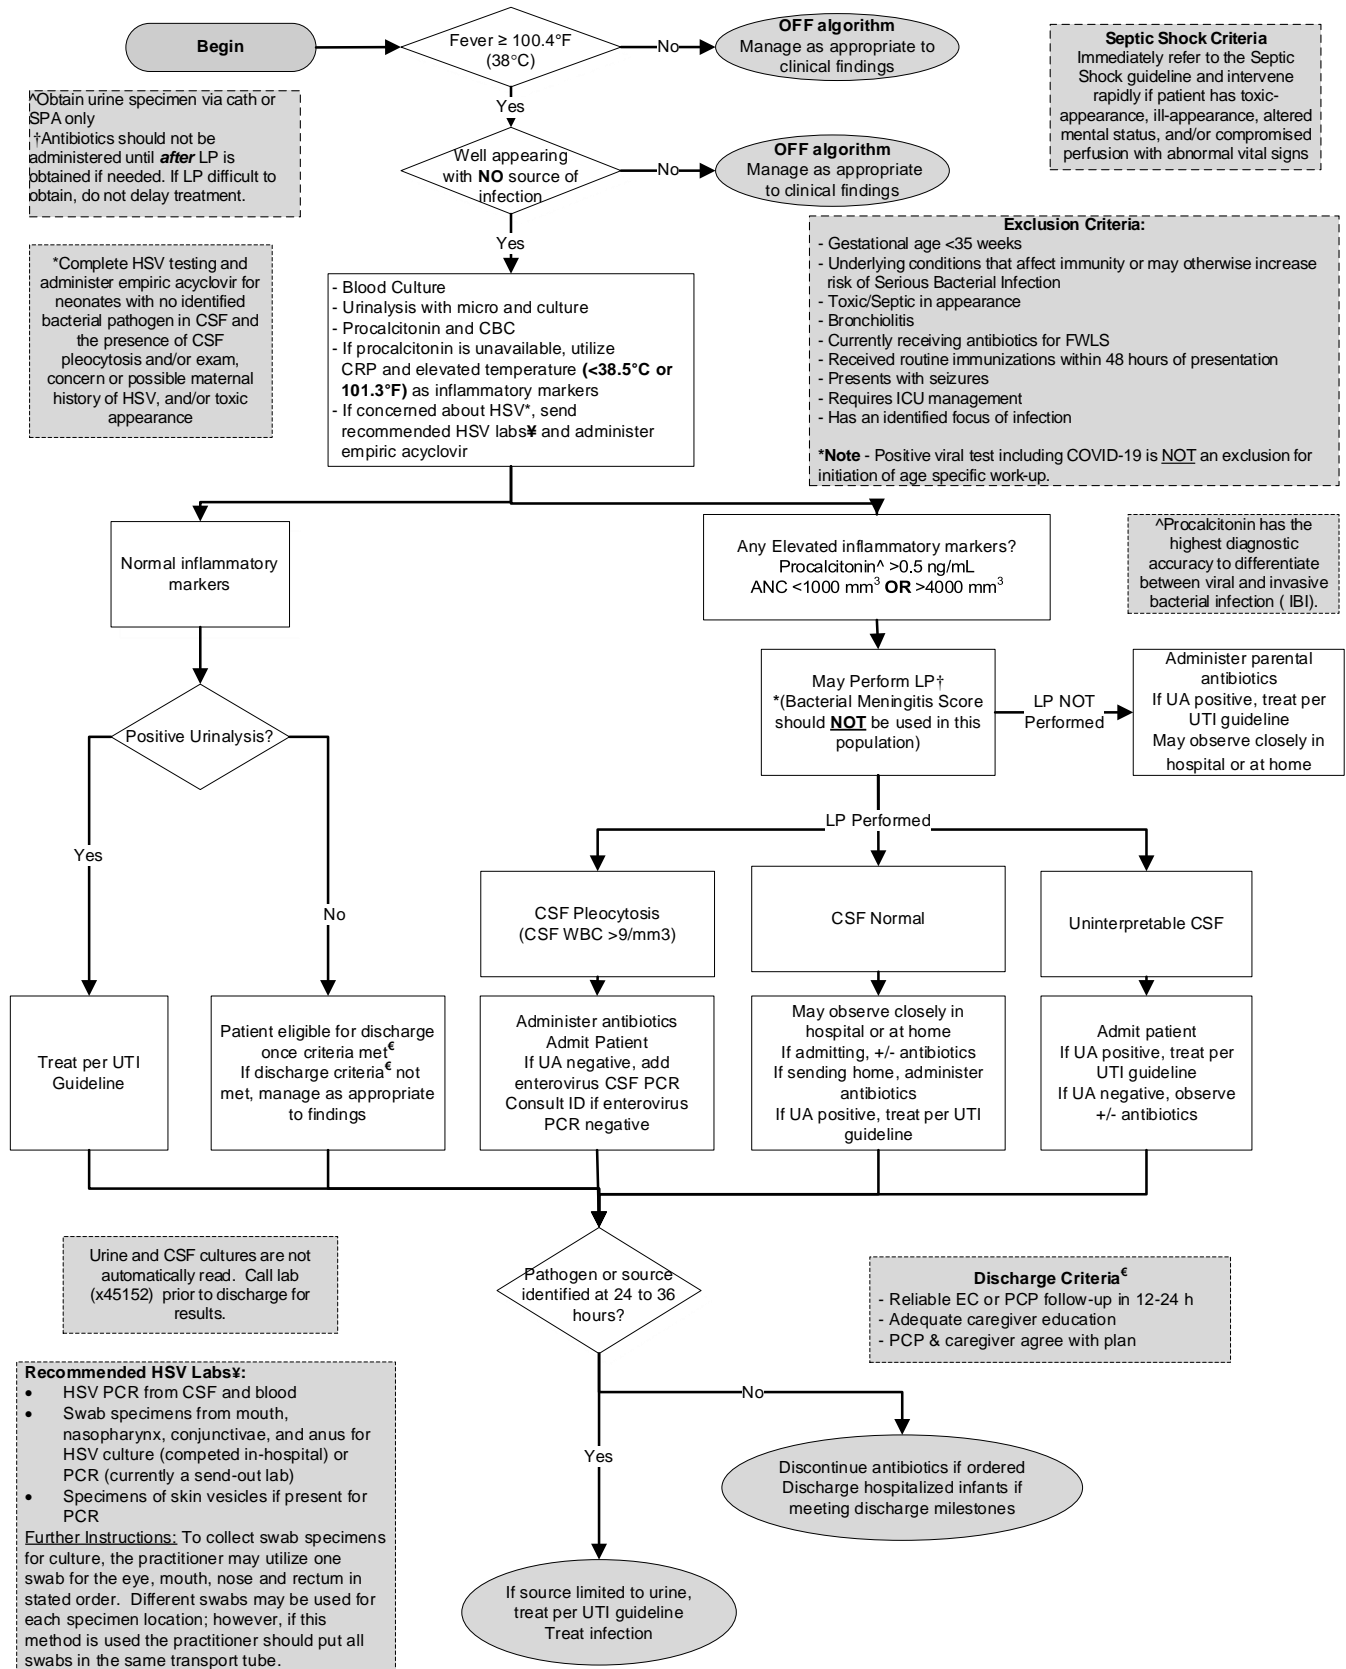 Begin
Fever ≥ 100.4°F
(38°C)
No
OFF algorithm
Manage as appropriate to
clinical findings
Septic Shock Criteria
Immediately refer to the Septic
Shock guideline and intervene
rapidly if patient has toxic-
appearance, ill-appearance, altered
mental status, and/or compromised
perfusion with abnormal vital signs
^Obtain urine specimen via cath or
SPA only
†Antibiotics should not be
administered until after LP is
obtained if needed. If LP difficult to
obtain, do not delay treatment.
Yes
Well appearing
with NO source of
infection
No
OFF algorithm
Manage as appropriate
to clinical findings
Yes
*Complete HSV testing and
administer empiric acyclovir for
neonates with no identified
bacterial pathogen in CSF and
the presence of CSF
pleocytosis and/or exam,
concern or possible maternal
history of HSV, and/or toxic
appearance
- Blood Culture
- Urinalysis with micro and culture
- Procalcitonin and CBC
- If procalcitonin is unavailable, utilize
CRP and elevated temperature (<38.5°C or
101.3°F) as inflammatory markers
- If concerned about HSV*, send
recommended HSV labs¥ and administer
empiric acyclovir
Exclusion Criteria:
- Gestational age <35 weeks
- Underlying conditions that affect immunity or may otherwise increase
risk of Serious Bacterial Infection
- Toxic/Septic in appearance
- Bronchiolitis
- Currently receiving antibiotics for FWLS
- Received routine immunizations within 48 hours of presentation
- Presents with seizures
- Requires ICU management
- Has an identified focus of infection
*Note - Positive viral test including COVID-19 is NOT an exclusion for
initiation of age specific work-up.
Normal inflammatory
markers
Any Elevated inflammatory markers?
Procalcitonin^ >0.5 ng/mL
ANC <1000 mm³ OR >4000 mm³
^Procalcitonin has the
highest diagnostic
accuracy to differentiate
between viral and invasive
bacterial infection ( IBI).
May Perform LP†
*(Bacterial Meningitis Score
should NOT be used in this
population)
LP NOT
Performed
Administer parental
antibiotics
If UA positive, treat per
UTI guideline
May observe closely in
hospital or at home
Positive Urinalysis?
LP Performed
Yes
No
CSF Pleocytosis
(CSF WBC >9/mm3)
CSF Normal
Uninterpretable CSF
Treat per UTI
Guideline
Patient eligible for discharge
once criteria met€
If discharge criteria€ not
met, manage as appropriate
to findings
Administer antibiotics
Admit Patient
If UA negative, add
enterovirus CSF PCR
Consult ID if enterovirus
PCR negative
May observe closely in
hospital or at home
If admitting, +/- antibiotics
If sending home, administer
antibiotics
If UA positive, treat per UTI
guideline
Admit patient
If UA positive, treat per
UTI guideline
If UA negative, observe
+/- antibiotics
Urine and CSF cultures are not
automatically read. Call lab
(x45152) prior to discharge for
results.
Pathogen or source
identified at 24 to 36
hours?
Discharge Criteria€
- Reliable EC or PCP follow-up in 12-24 h
- Adequate caregiver education
- PCP & caregiver agree with plan
Recommended HSV Labs¥:
• HSV PCR from CSF and blood
• Swab specimens from mouth,
nasopharynx, conjunctivae, and anus for
HSV culture (competed in-hospital) or
PCR (currently a send-out lab)
• Specimens of skin vesicles if present for
PCR
Further Instructions: To collect swab specimens
for culture, the practitioner may utilize one
swab for the eye, mouth, nose and rectum in
stated order. Different swabs may be used for
each specimen location; however, if this
method is used the practitioner should put all
swabs in the same transport tube.
No
Yes
Discontinue antibiotics if ordered
Discharge hospitalized infants if
meeting discharge milestones
If source limited to urine,
treat per UTI guideline
Treat infection